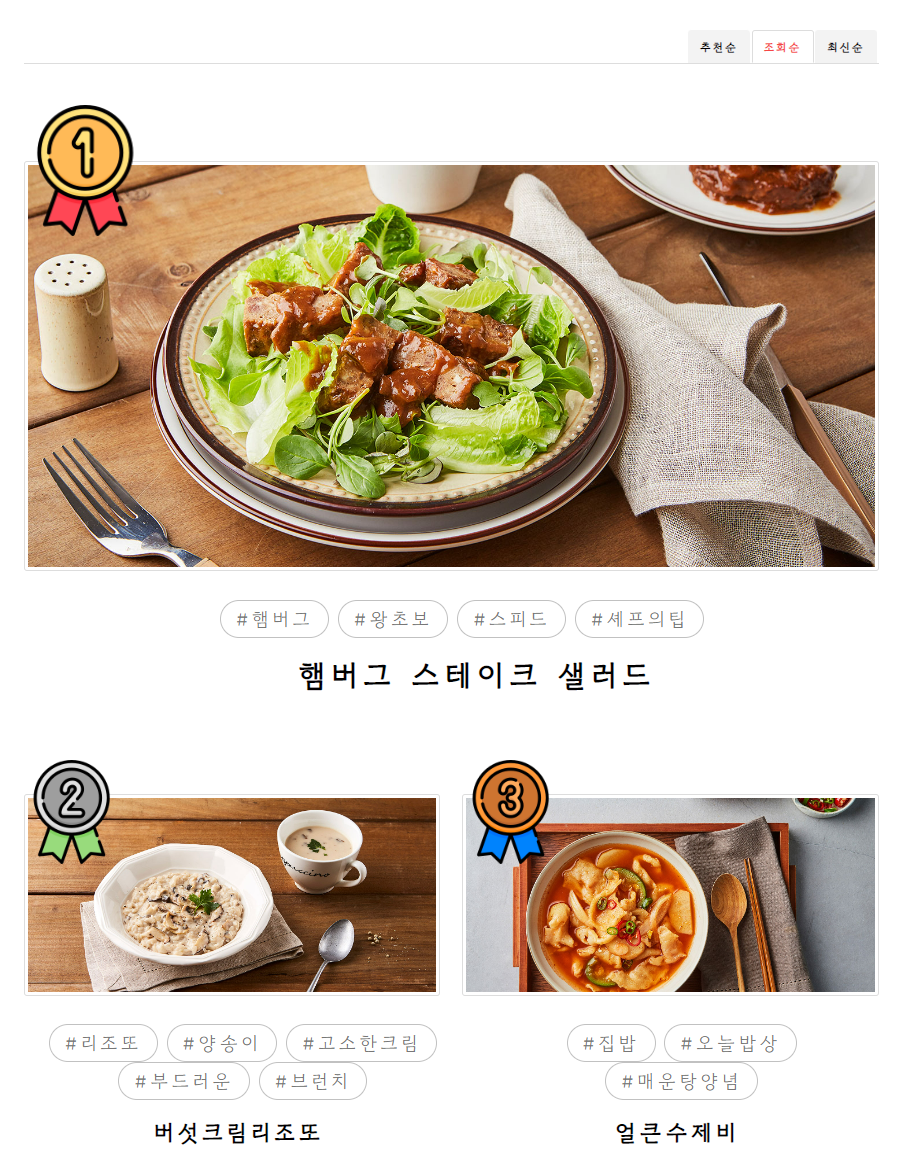 추천순 조회순 최신순
1
#햄버그 #왕초보 #스피드 #셰프의팁
햄버그 스테이크 샐러드
2 3
#리조또 #양송이 #고소한크림
#부드러운 #브런치
버섯크림리조또
#집밥 #오늘밥상
#매운탕양념
얼큰수제비